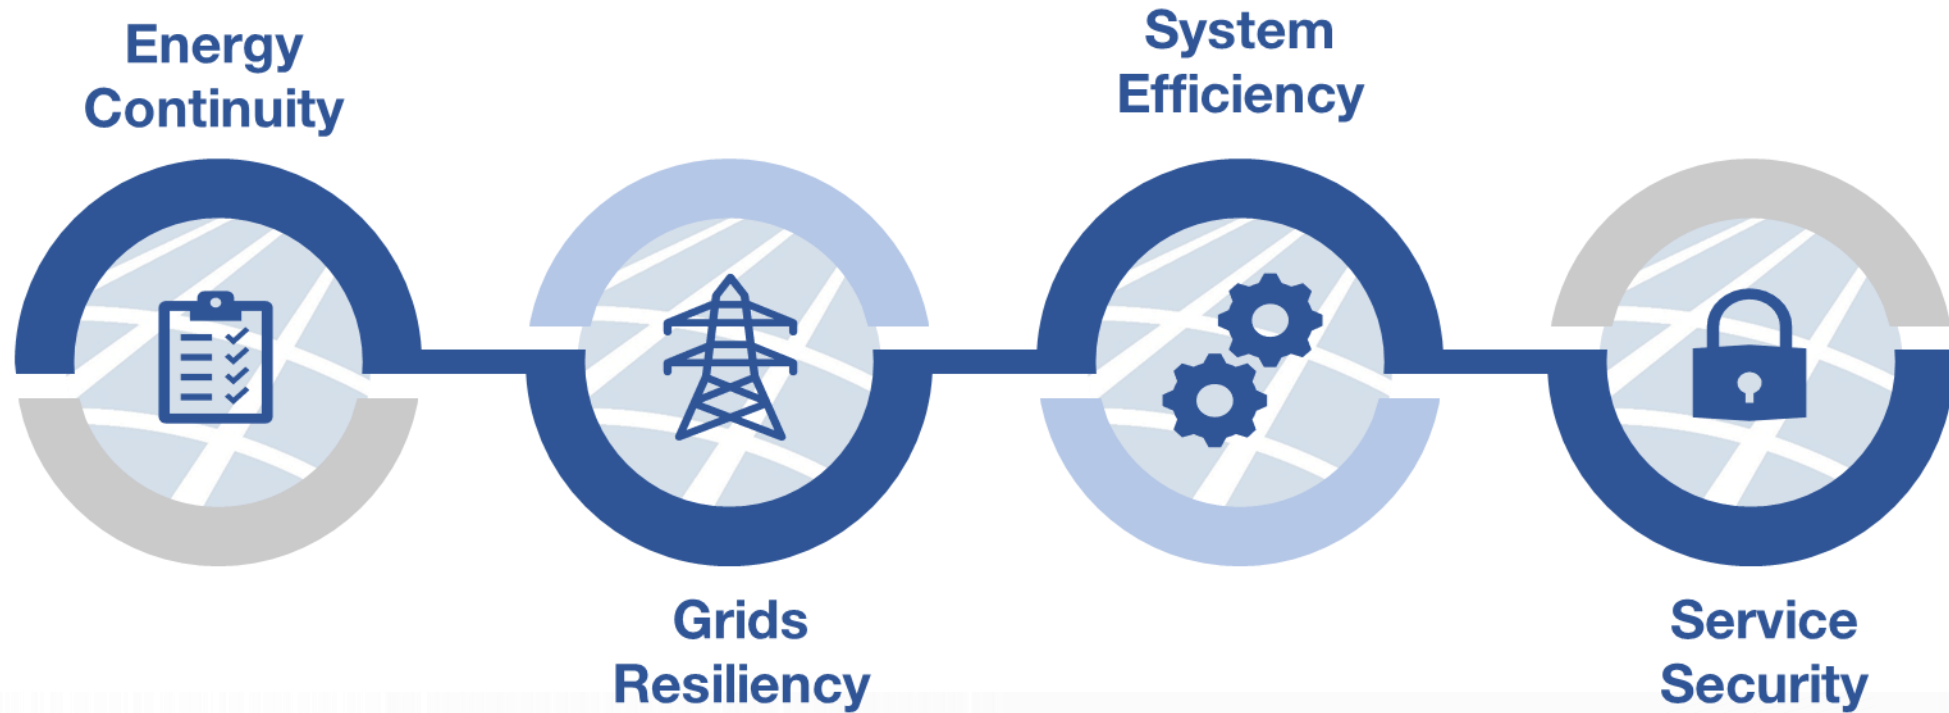 Energy
Continuity
Grids
Resiliency
System
Efficiency
Service
Security